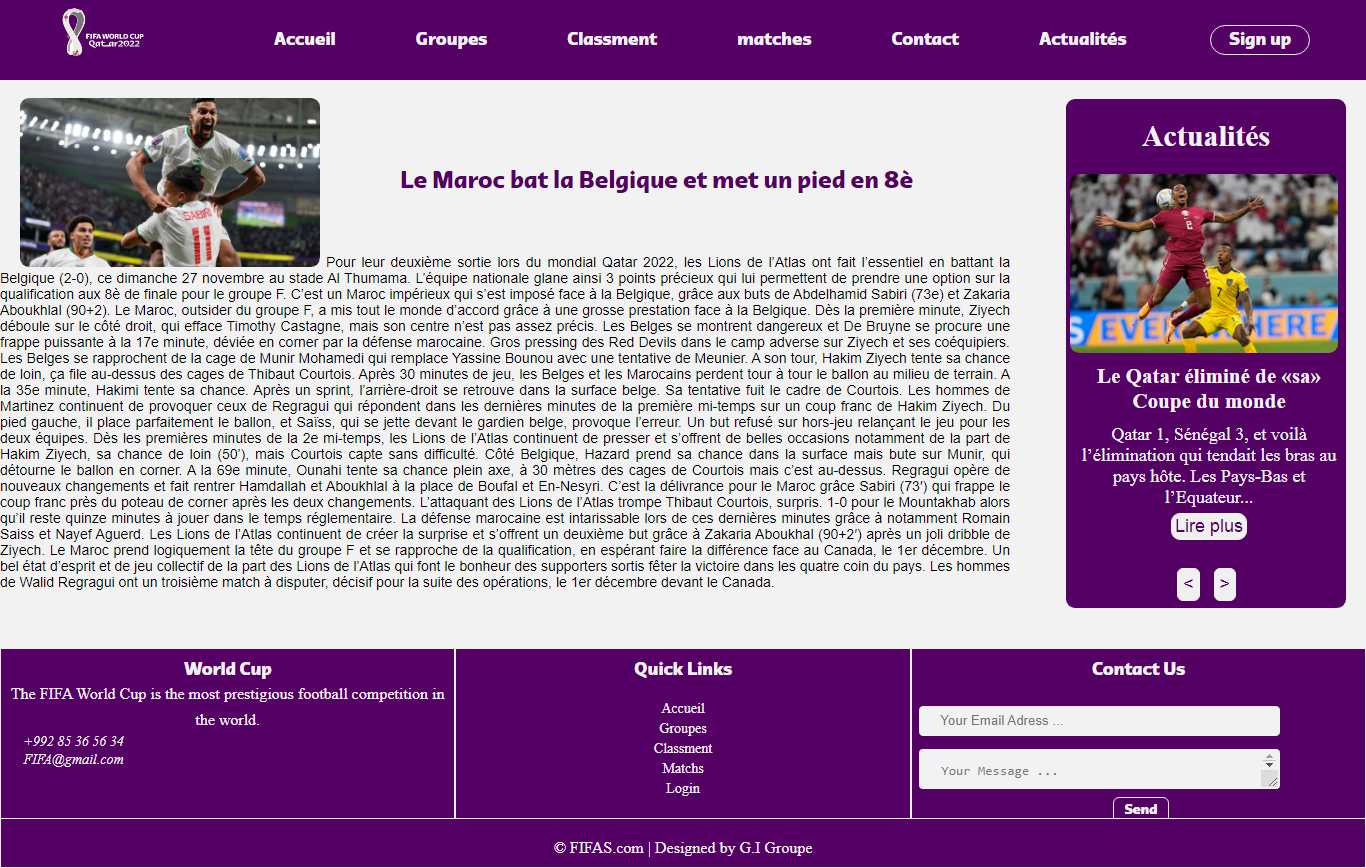 FIFA WORLD CUP
Qatar2022
Accueil
Groupes
Classment
matches
Contact
Actualités
Sign up
SABIRI
11
Le Maroc bat la Belgique et met un pied en 8è
Pour leur deuxième sortie lors du mondial Qatar 2022, les Lions de l’Atlas ont fait l’essentiel en battant la
Belgique (2-0), ce dimanche 27 novembre au stade Al Thumama. L’équipe nationale glane ainsi 3 points précieux qui lui permettent de prendre une option sur la
qualification aux 8è de finale pour le groupe F. C’est un Maroc impérieux qui s’est imposé face à la Belgique, grâce aux buts de Abdelhamid Sabiri (73e) et Zakaria
Aboukhlal (90+2). Le Maroc, outsider du groupe F, a mis tout le monde d’accord grâce à une grosse prestation face à la Belgique. Dès la première minute, Ziyech
déboule sur le côté droit, qui efface Timothy Castagne, mais son centre n’est pas assez précis. Les Belges se montrent dangereux et De Bruyne se procure une
frappe puissante à la 17e minute, déviée en corner par la défense marocaine. Gros pressing des Red Devils dans le camp adverse sur Ziyech et ses coéquipiers.
Les Belges se rapprochent de la cage de Munir Mohamedi qui remplace Yassine Bounou avec une tentative de Meunier. A son tour, Hakim Ziyech tente sa chance
de loin, ça file au-dessus des cages de Thibaut Courtois. Après 30 minutes de jeu, les Belges et les Marocains perdent tour à tour le ballon au milieu de terrain. A
la 35e minute, Hakimi tente sa chance. Après un sprint, l’arrière-droit se retrouve dans la surface belge. Sa tentative fuit le cadre de Courtois. Les hommes de
Martinez continuent de provoquer ceux de Regragui qui répondent dans les dernières minutes de la première mi-temps sur un coup franc de Hakim Ziyech. Du
pied gauche, il place parfaitement le ballon, et Saïss, qui se jette devant le gardien belge, provoque l’erreur. Un but refusé sur hors-jeu relançant le jeu pour les
deux équipes. Dès les premières minutes de la 2e mi-temps, les Lions de l’Atlas continuent de presser et s’offrent de belles occasions notamment de la part de
Hakim Ziyech, sa chance de loin (50’), mais Courtois capte sans difficulté. Côté Belgique, Hazard prend sa chance dans la surface mais bute sur Munir, qui
détourne le ballon en corner. A la 69e minute, Ounahi tente sa chance plein axe, à 30 mètres des cages de Courtois mais c’est au-dessus. Regragui opère de
nouveaux changements et fait rentrer Hamdallah et Aboukhlal à la place de Boufal et En-Nesyri. C’est la délivrance pour le Maroc grâce Sabiri (73′) qui frappe le
coup franc près du poteau de corner après les deux changements. L’attaquant des Lions de l’Atlas trompe Thibaut Courtois, surpris. 1-0 pour le Mountakhab alors
qu’il reste quinze minutes à jouer dans le temps réglementaire. La défense marocaine est intarissable lors de ces dernières minutes grâce à notamment Romain
Saiss et Nayef Aguerd. Les Lions de l’Atlas continuent de créer la surprise et s’offrent un deuxième but grâce à Zakaria Aboukhal (90+2′) après un joli dribble de
Ziyech. Le Maroc prend logiquement la tête du groupe F et se rapproche de la qualification, en espérant faire la différence face au Canada, le 1er décembre. Un
bel état d’esprit et de jeu collectif de la part des Lions de l’Atlas qui font le bonheur des supporters sortis fêter la victoire dans les quatre coin du pays. Les hommes
de Walid Regragui ont un troisième match à disputer, décisif pour la suite des opérations, le 1er décembre devant le Canada.
Actualités
2
7
EVERYWHERE
Le Qatar éliminé de «sa»
Coupe du monde
Qatar 1, Sénégal 3, et voilà
l’élimination qui tendait les bras au
pays hôte. Les Pays-Bas et
l’Equateur...
Lire plus
< >
World Cup
The FIFA World Cup is the most prestigious football competition in
the world.
+992 85 36 56 34
FIFA@gmail.com
Quick Links
Accueil
Groupes
Classment
Matchs
Login
Contact Us
Your Email Adress ...
Your Message ...
Send
© FIFAS.com | Designed by G.I Groupe